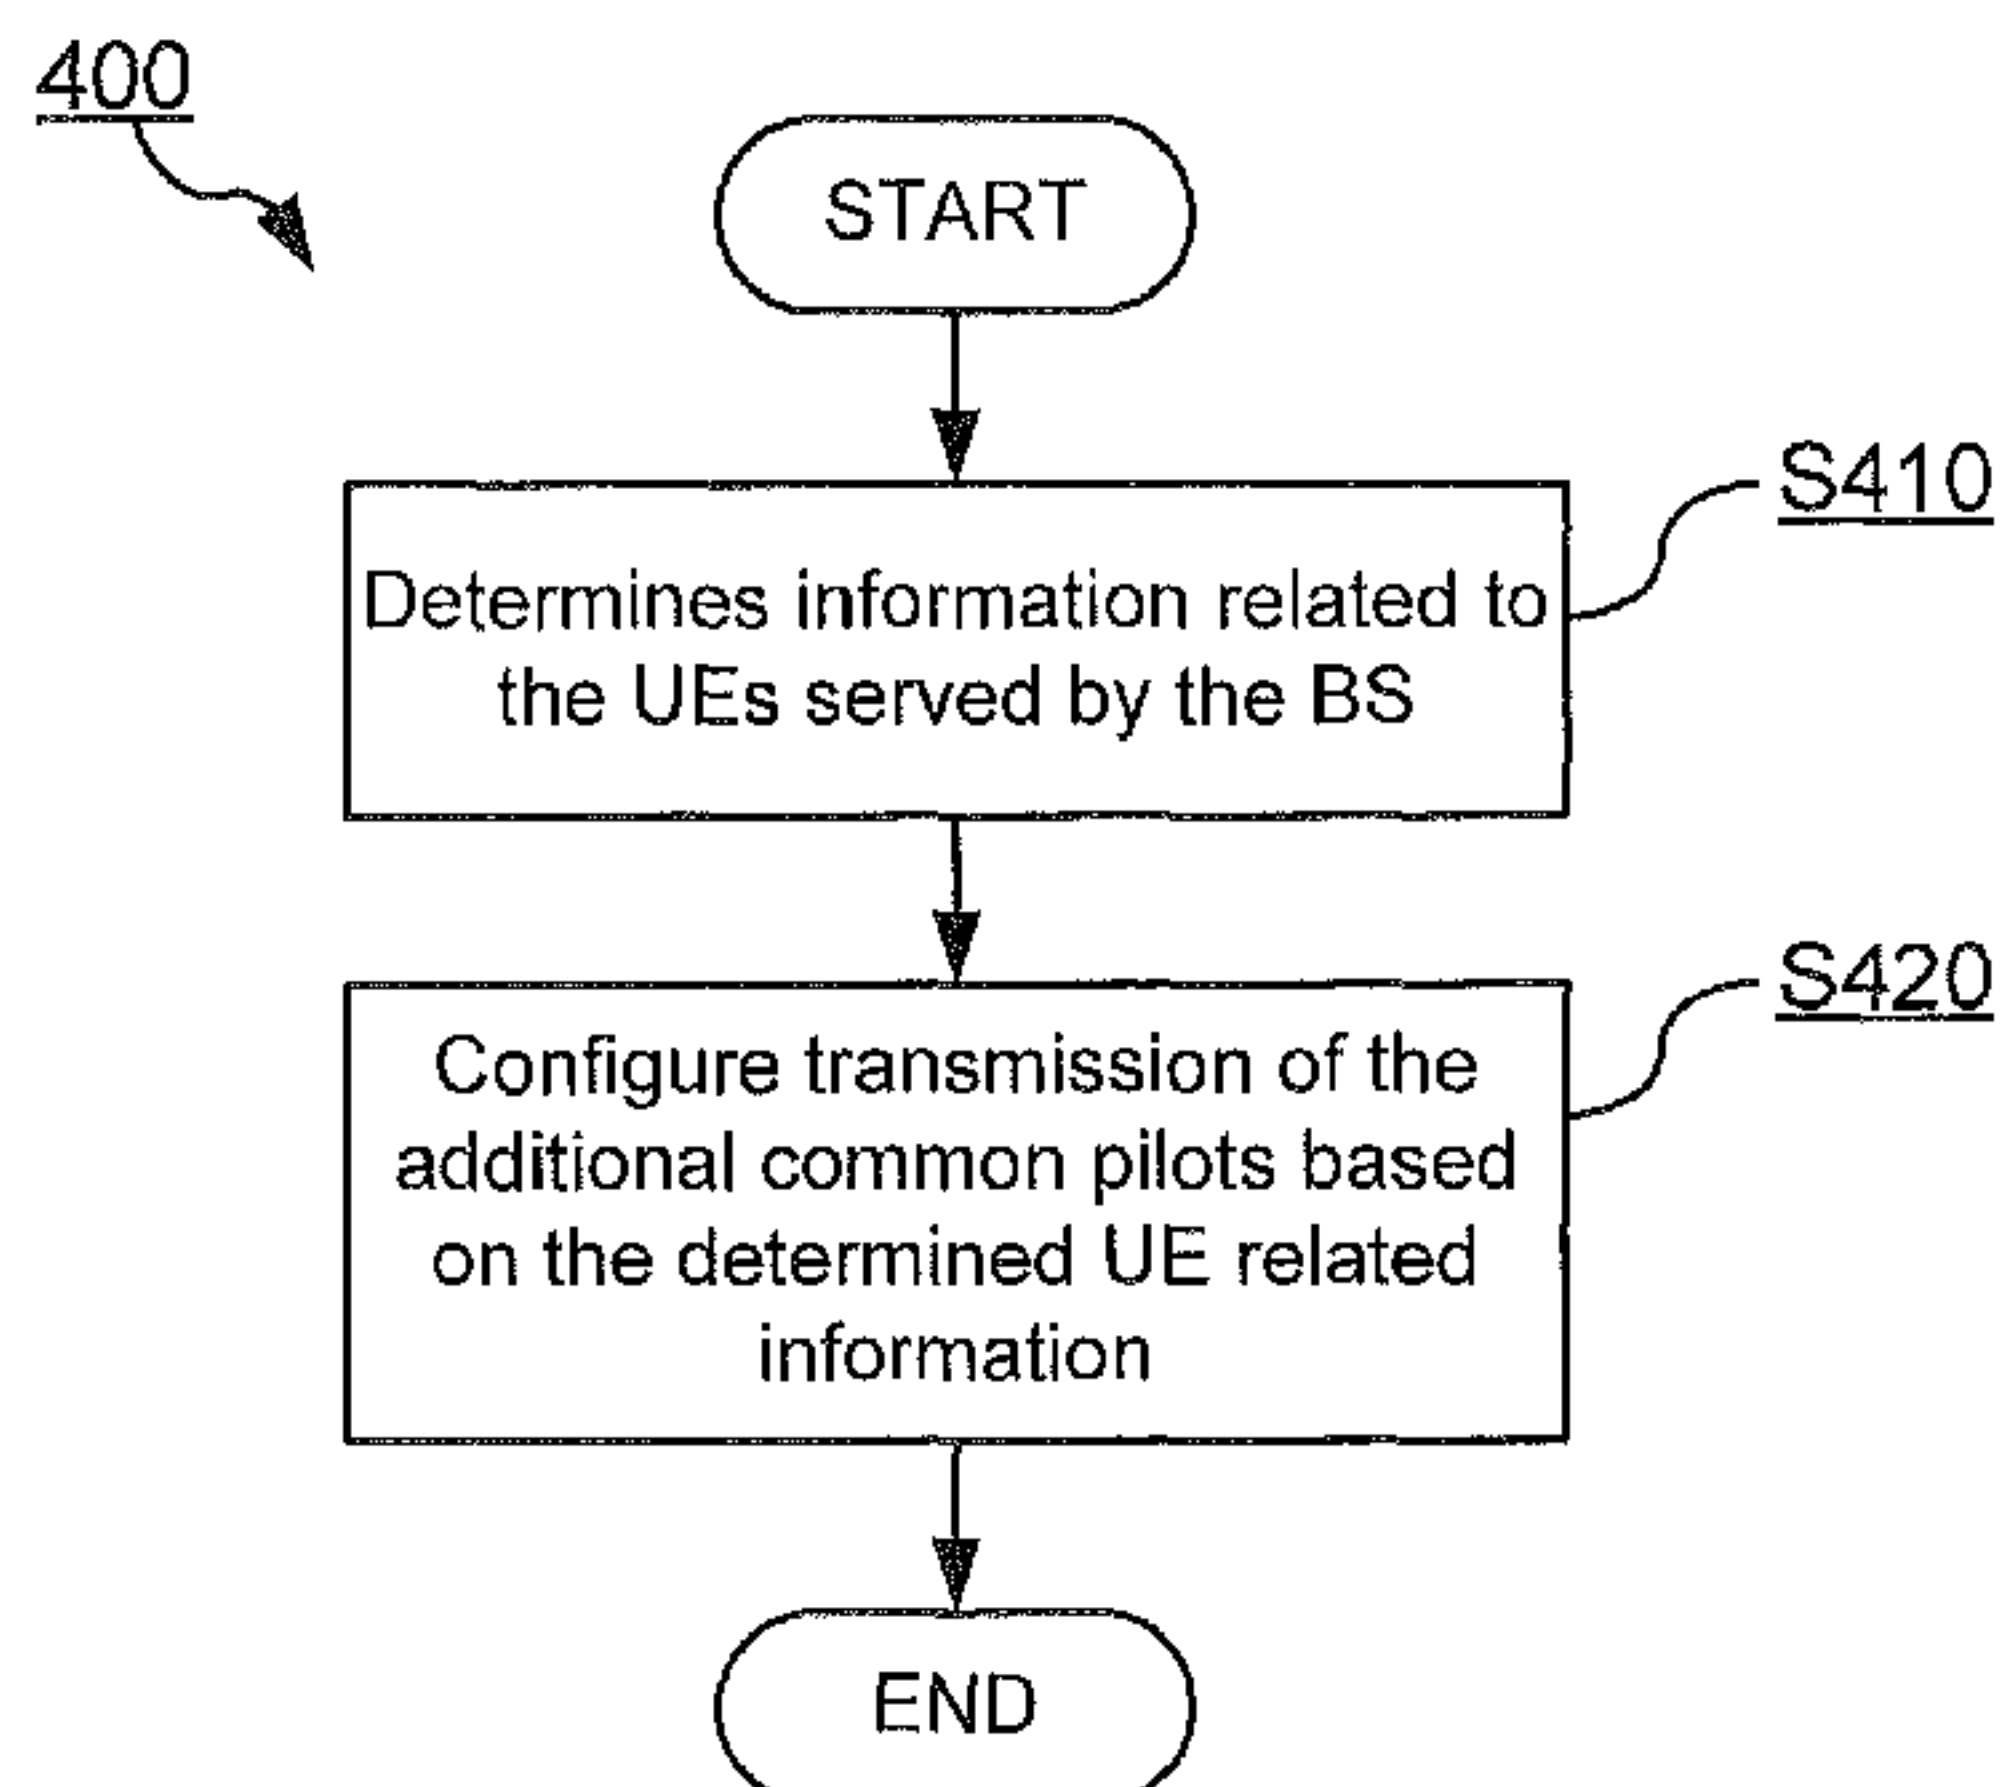 400
START
S410
Determines information related to
the UEs served by the BS
S420
Configure transmission of the
additional common pilots based
on the determined UE related
information
END